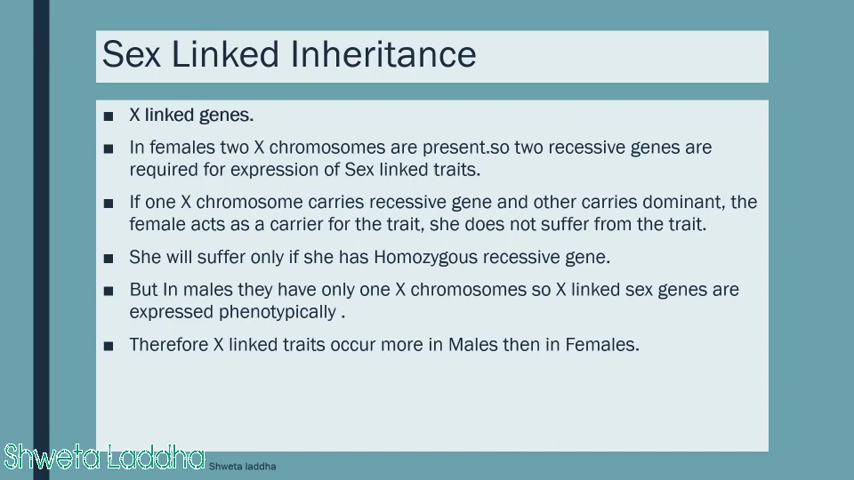 Sex Linked Inheritance
■ X linked genes.
■ In females two X chromosomes are present.so two recessive genes are
required for expression of Sex linked traits.
■ If one X chromosome carries recessive gene and other carries dominant, the
female acts as a carrier for the trait, she does not suffer from the trait.
■ She will suffer only if she has Homozygous recessive gene.
■ But In males they have only one X chromosomes so X linked sex genes are
expressed phenotypically .
■ Therefore X linked traits occur more in Males then in Females.
Shweta Laddha
Shweta laddha